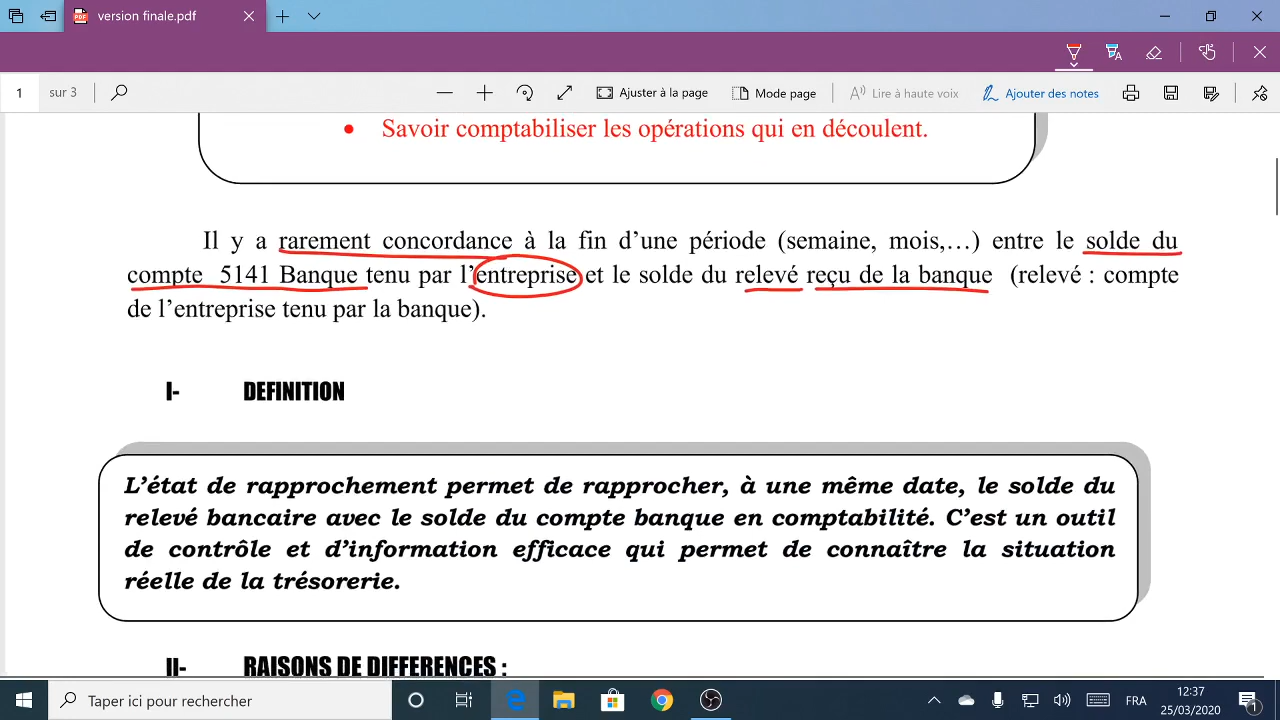 version finale.pdf
1 sur 3
Ajuster à la page
Mode page
Lire à haute voix
Ajouter des notes
• Savoir comptabiliser les opérations qui en découlent.
Il y a rarement concordance à la fin d’une période (semaine, mois,…) entre le solde du
compte 5141 Banque tenu par l’entreprise et le solde du relevé reçu de la banque (relevé : compte
de l’entreprise tenu par la banque).
I- DEFINITION
L’état de rapprochement permet de rapprocher, à une même date, le solde du
relevé bancaire avec le solde du compte banque en comptabilité. C’est un outil
de contrôle et d’information efficace qui permet de connaître la situation
réelle de la trésorerie.
II- RAISONS DE DIFFERENCES :
Taper ici pour rechercher
FRA
12:37
25/03/2020
1